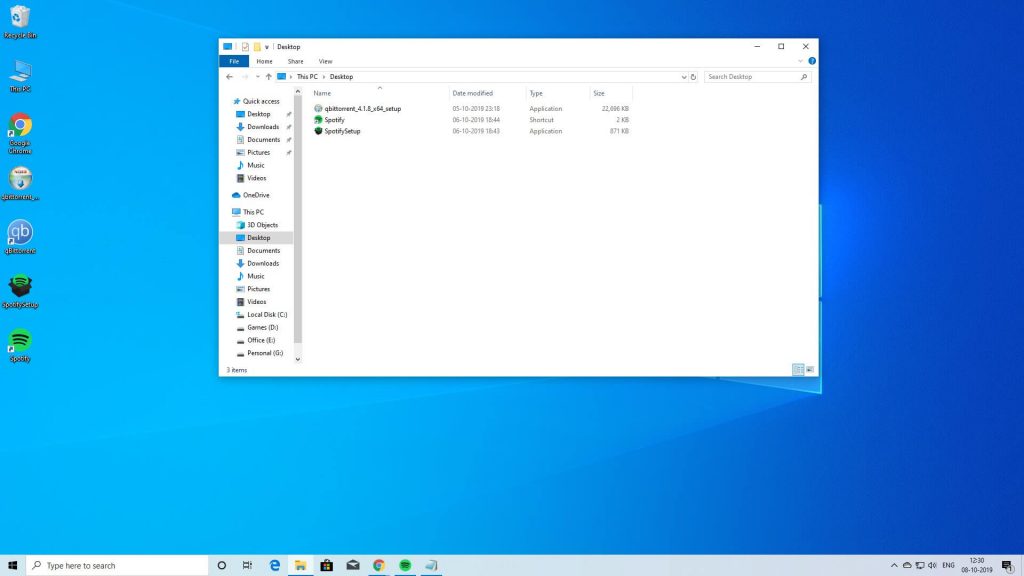 Recycle Bin
This PC
Google
Chrome
qbittorrent_...
qBittorrent
SpotifySetup
Spotify
Desktop
File Home Share View
This PC Desktop
Search Desktop
Name Date modified Type Size
qbittorrent_4.1.8_x64_setup 05-10-2019 23:18 Application 22,096 KB
Spotify 06-10-2019 18:44 Shortcut 2 KB
SpotifySetup 06-10-2019 18:43 Application 871 KB
Quick access
Desktop
Downloads
Documents
Pictures
Music
Videos
OneDrive
This PC
3D Objects
Desktop
Documents
Downloads
Music
Pictures
Videos
Local Disk (C:)
Games (D:)
Office (E:)
Personal (G:)
3 items
Type here to search
ENG
12:30
08-10-2019
1